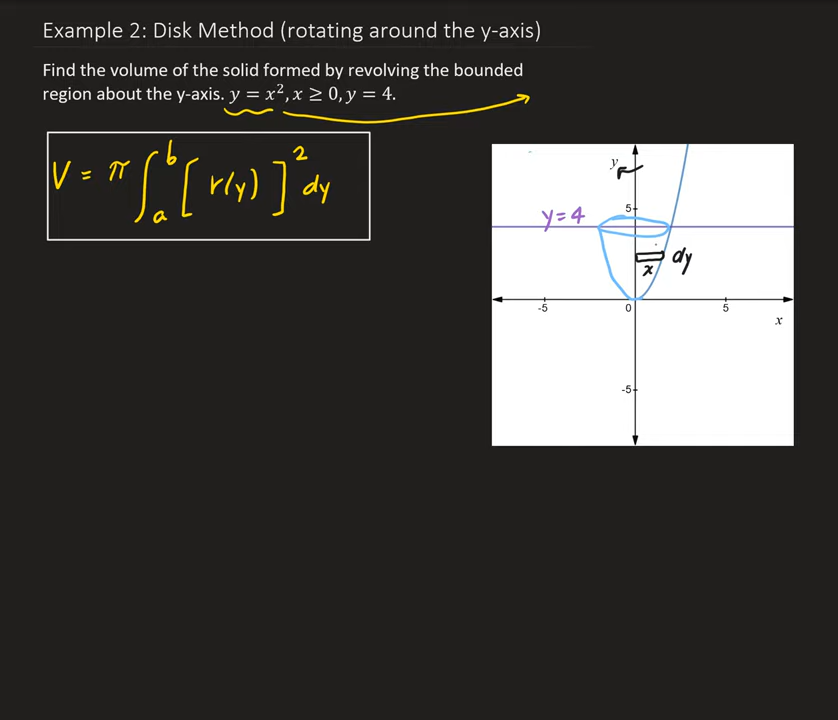 Example 2: Disk Method (rotating around the y-axis)
Find the volume of the solid formed by revolving the bounded
region about the y-axis. y = x², x ≥ 0, y = 4.
V = π ∫_a^b [ r(y) ]² dy
y
5
y=4
dy
x
-5
0
5
x
-5